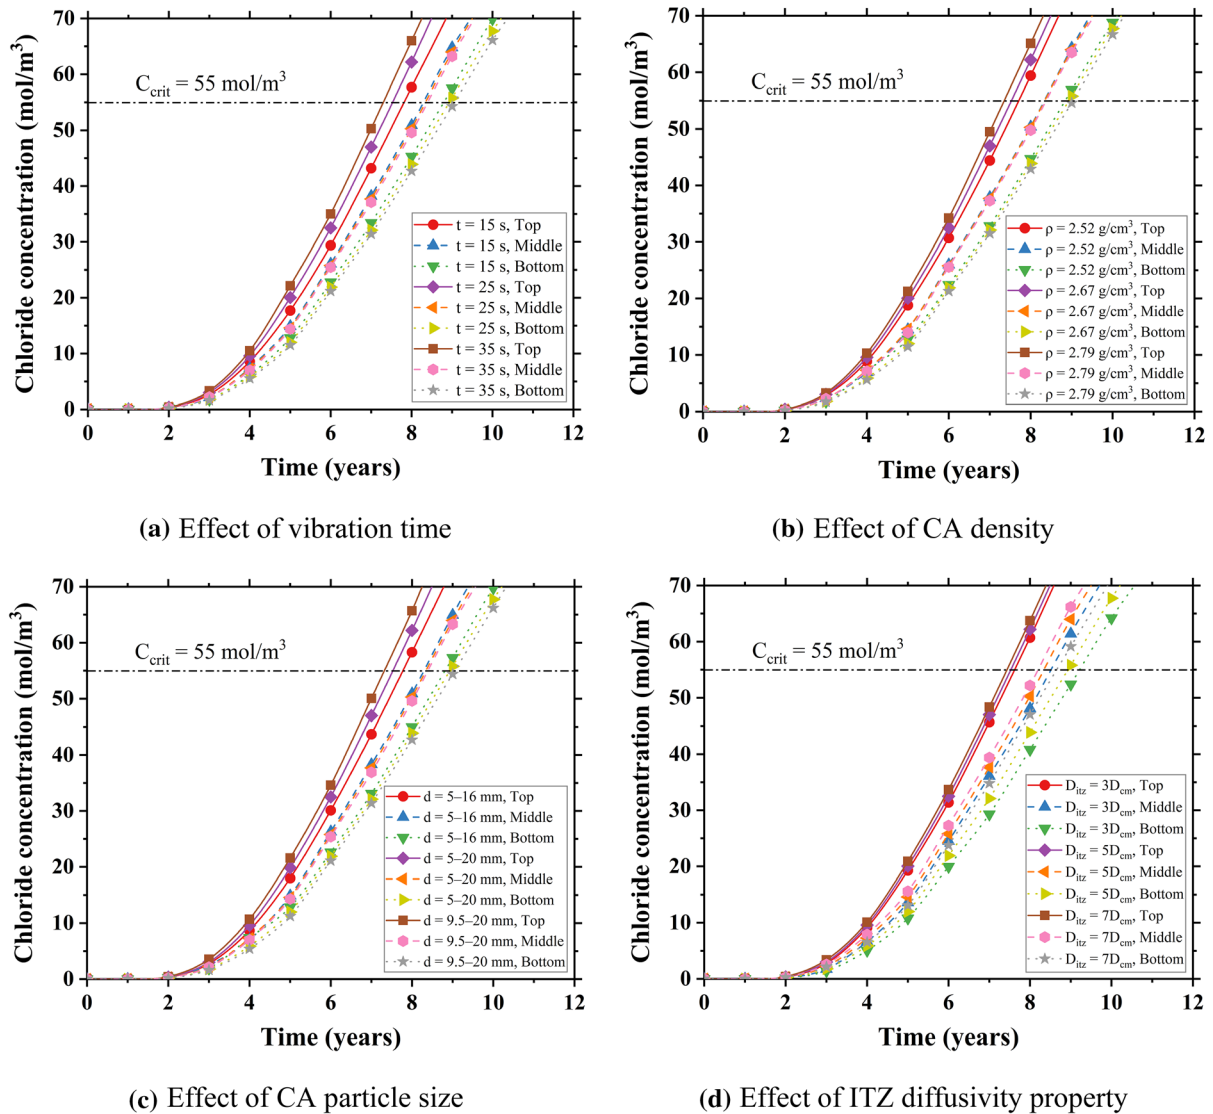 70
60
50
40
30
20
10
0
Chloride concentration (mol/m³)
C_crit = 55 mol/m³
t = 15 s, Top
t = 15 s, Middle
t = 15 s, Bottom
t = 25 s, Top
t = 25 s, Middle
t = 25 s, Bottom
t = 35 s, Top
t = 35 s, Middle
t = 35 s, Bottom
0 2 4 6 8 10 12
Time (years)
(a) Effect of vibration time
70
60
50
40
30
20
10
0
Chloride concentration (mol/m³)
C_crit = 55 mol/m³
ρ = 2.52 g/cm³, Top
ρ = 2.52 g/cm³, Middle
ρ = 2.52 g/cm³, Bottom
ρ = 2.67 g/cm³, Top
ρ = 2.67 g/cm³, Middle
ρ = 2.67 g/cm³, Bottom
ρ = 2.79 g/cm³, Top
ρ = 2.79 g/cm³, Middle
ρ = 2.79 g/cm³, Bottom
0 2 4 6 8 10 12
Time (years)
(b) Effect of CA density
70
60
50
40
30
20
10
0
Chloride concentration (mol/m³)
C_crit = 55 mol/m³
d = 5–16 mm, Top
d = 5–16 mm, Middle
d = 5–16 mm, Bottom
d = 5–20 mm, Top
d = 5–20 mm, Middle
d = 5–20 mm, Bottom
d = 9.5–20 mm, Top
d = 9.5–20 mm, Middle
d = 9.5–20 mm, Bottom
0 2 4 6 8 10 12
Time (years)
(c) Effect of CA particle size
70
60
50
40
30
20
10
0
Chloride concentration (mol/m³)
C_crit = 55 mol/m³
D_itz = 3D_cm, Top
D_itz = 3D_cm, Middle
D_itz = 3D_cm, Bottom
D_itz = 5D_cm, Top
D_itz = 5D_cm, Middle
D_itz = 5D_cm, Bottom
D_itz = 7D_cm, Top
D_itz = 7D_cm, Middle
D_itz = 7D_cm, Bottom
0 2 4 6 8 10 12
Time (years)
(d) Effect of ITZ diffusivity property